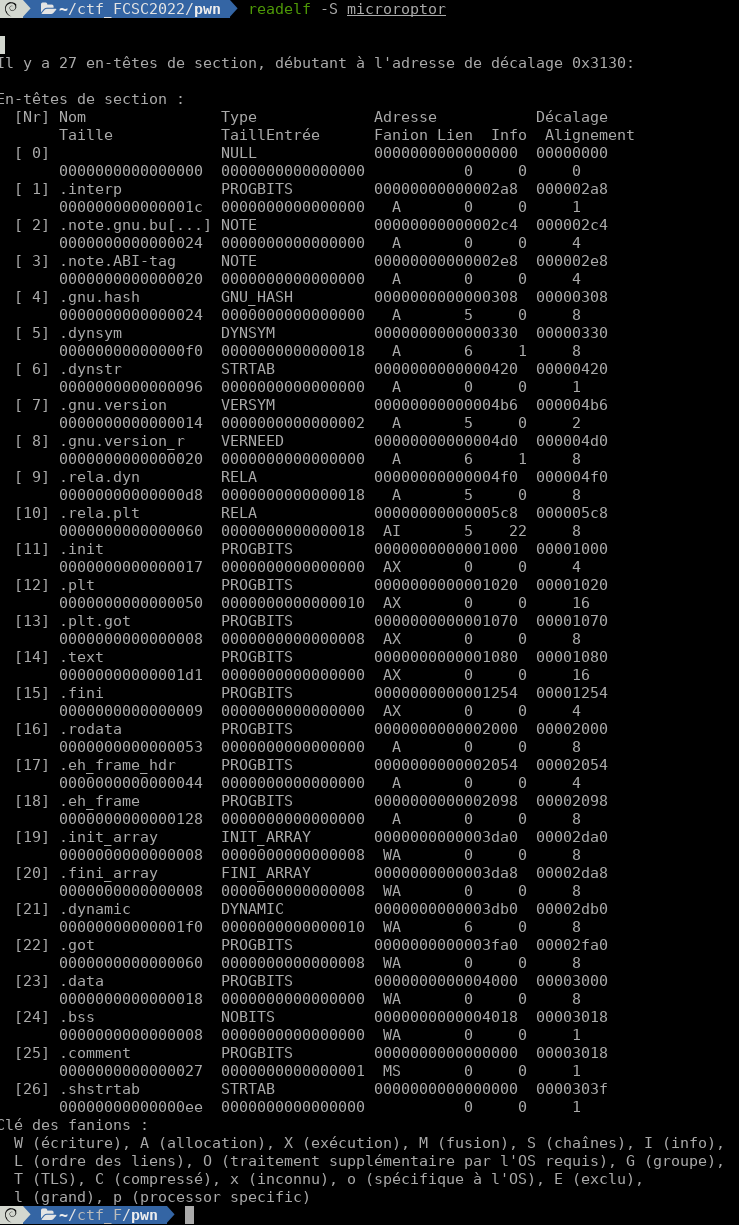 ~/ctf_FCSC2022/pwn readelf -S microroptor
Il y a 27 en-têtes de section, débutant à l'adresse de décalage 0x3130:
En-têtes de section :
[Nr] Nom Type Adresse Décalage
Taille TaillEntrée Fanion Lien Info Alignement
[ 0] NULL 0000000000000000 00000000
0000000000000000 0000000000000000 0 0 0
[ 1] .interp PROGBITS 00000000000002a8 000002a8
000000000000001c 0000000000000000 A 0 0 1
[ 2] .note.gnu.bu[...] NOTE 00000000000002c4 000002c4
0000000000000024 0000000000000000 A 0 0 4
[ 3] .note.ABI-tag NOTE 00000000000002e8 000002e8
0000000000000020 0000000000000000 A 0 0 4
[ 4] .gnu.hash GNU_HASH 0000000000000308 00000308
0000000000000024 0000000000000000 A 5 0 8
[ 5] .dynsym DYNSYM 0000000000000330 00000330
00000000000000f0 0000000000000018 A 6 1 8
[ 6] .dynstr STRTAB 0000000000000420 00000420
0000000000000096 0000000000000000 A 0 0 1
[ 7] .gnu.version VERSYM 00000000000004b6 000004b6
0000000000000014 0000000000000002 A 5 0 2
[ 8] .gnu.version_r VERNEED 00000000000004d0 000004d0
0000000000000020 0000000000000000 A 6 1 8
[ 9] .rela.dyn RELA 00000000000004f0 000004f0
00000000000000d8 0000000000000018 A 5 0 8
[10] .rela.plt RELA 00000000000005c8 000005c8
0000000000000060 0000000000000018 AI 5 22 8
[11] .init PROGBITS 0000000000001000 00001000
0000000000000017 0000000000000000 AX 0 0 4
[12] .plt PROGBITS 0000000000001020 00001020
0000000000000050 0000000000000010 AX 0 0 16
[13] .plt.got PROGBITS 0000000000001070 00001070
0000000000000008 0000000000000008 AX 0 0 8
[14] .text PROGBITS 0000000000001080 00001080
00000000000001d1 0000000000000000 AX 0 0 16
[15] .fini PROGBITS 0000000000001254 00001254
0000000000000009 0000000000000000 AX 0 0 4
[16] .rodata PROGBITS 0000000000002000 00002000
0000000000000053 0000000000000000 A 0 0 8
[17] .eh_frame_hdr PROGBITS 0000000000002054 00002054
0000000000000044 0000000000000000 A 0 0 4
[18] .eh_frame PROGBITS 0000000000002098 00002098
0000000000000128 0000000000000000 A 0 0 8
[19] .init_array INIT_ARRAY 0000000000003da0 00002da0
0000000000000008 0000000000000008 WA 0 0 8
[20] .fini_array FINI_ARRAY 0000000000003da8 00002da8
0000000000000008 0000000000000008 WA 0 0 8
[21] .dynamic DYNAMIC 0000000000003db0 00002db0
00000000000001f0 0000000000000010 WA 6 0 8
[22] .got PROGBITS 0000000000003fa0 00002fa0
0000000000000060 0000000000000008 WA 0 0 8
[23] .data PROGBITS 0000000000004000 00003000
0000000000000018 0000000000000000 WA 0 0 8
[24] .bss NOBITS 0000000000004018 00003018
0000000000000008 0000000000000000 WA 0 0 1
[25] .comment PROGBITS 0000000000000000 00003018
0000000000000027 0000000000000001 MS 0 0 1
[26] .shstrtab STRTAB 0000000000000000 0000303f
00000000000000ee 0000000000000000 0 0 1
Clé des fanions :
W (écriture), A (allocation), X (exécution), M (fusion), S (chaînes), I (info),
L (ordre des liens), O (traitement supplémentaire par l'OS requis), G (groupe),
T (TLS), C (compressé), x (inconnu), o (spécifique à l'OS), E (exclu),
l (grand), p (processor specific)
~/ctf_F/pwn